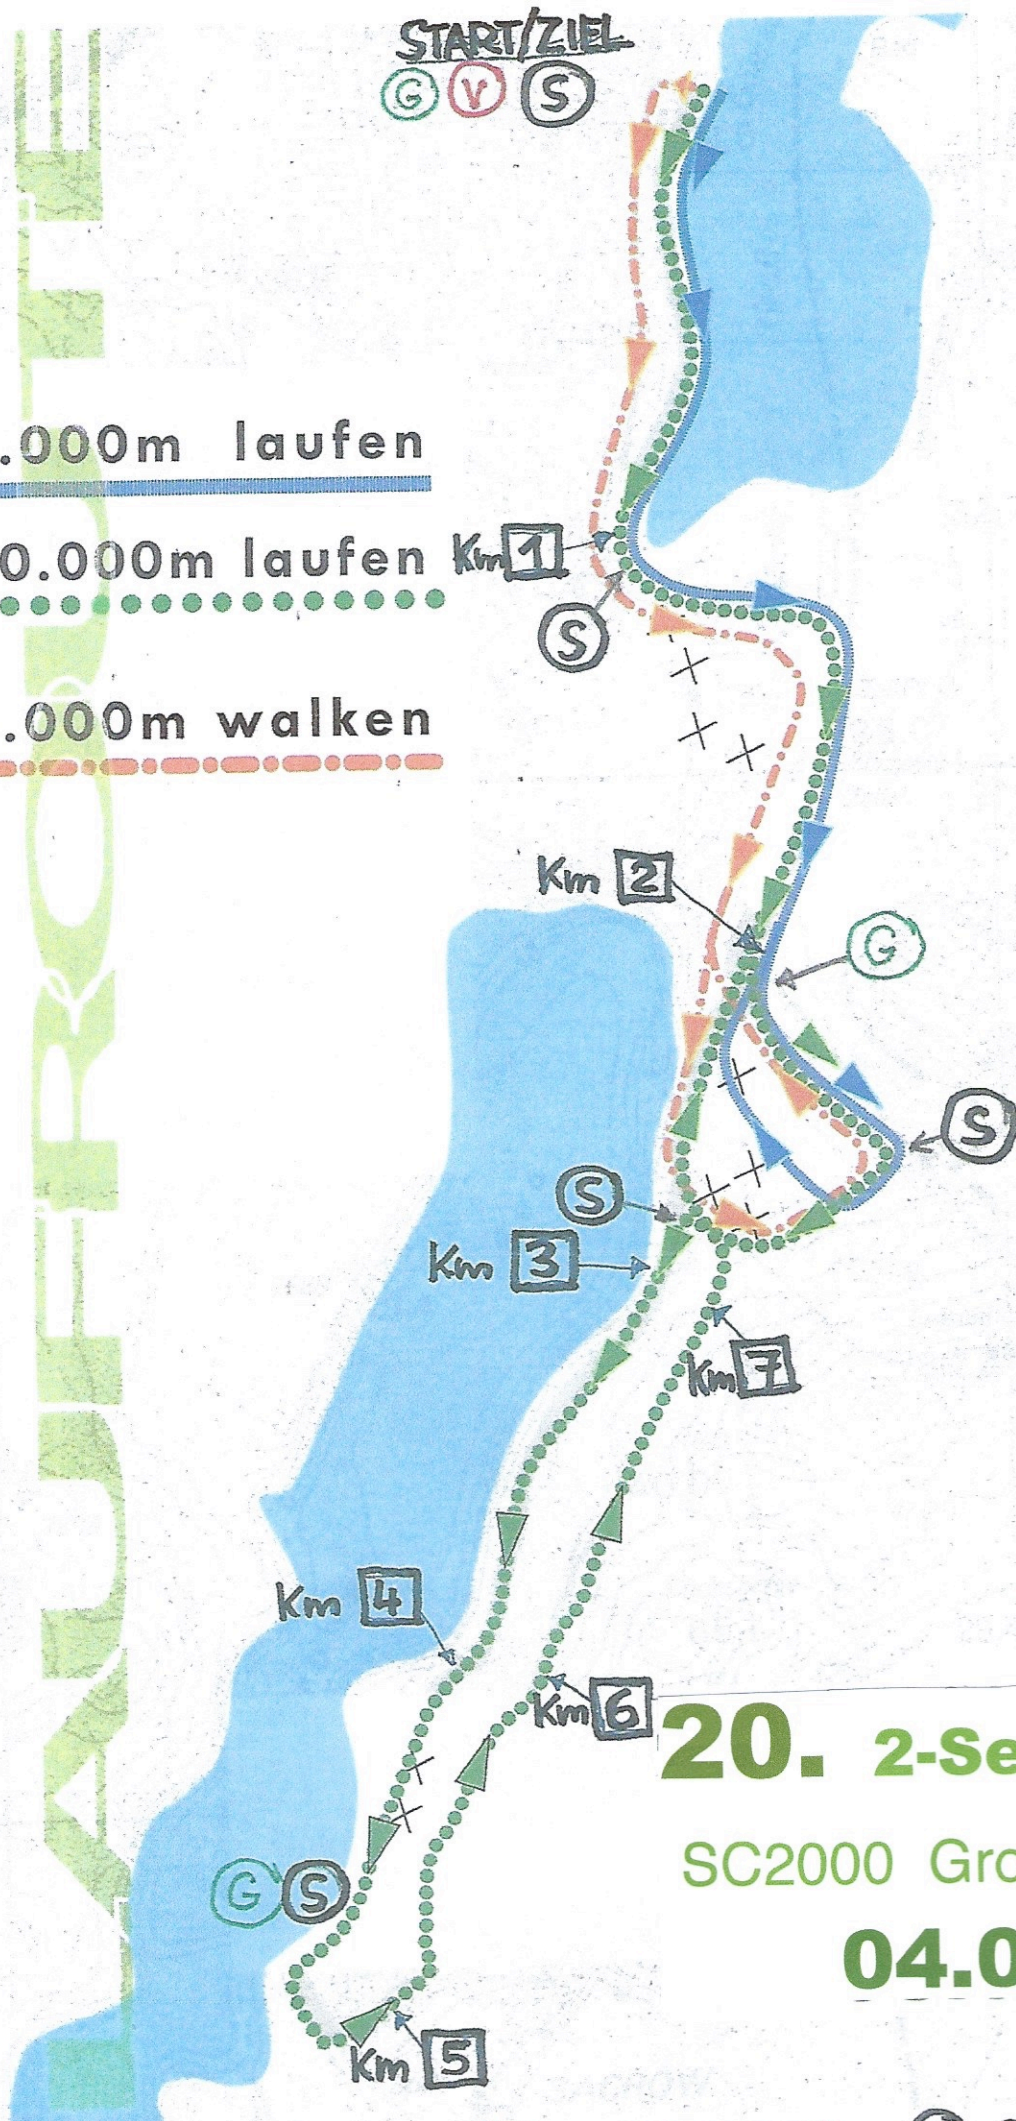 START/ZIEL
G V S
LAUFROUTE
.000m laufen
0.000m laufen
Km 1
S
.000m walken
Km 2
G
S
S
Km 3
Km 7
Km 4
Km 6
20. 2-Se
SC2000 Gro
G S
04.0
Km 5